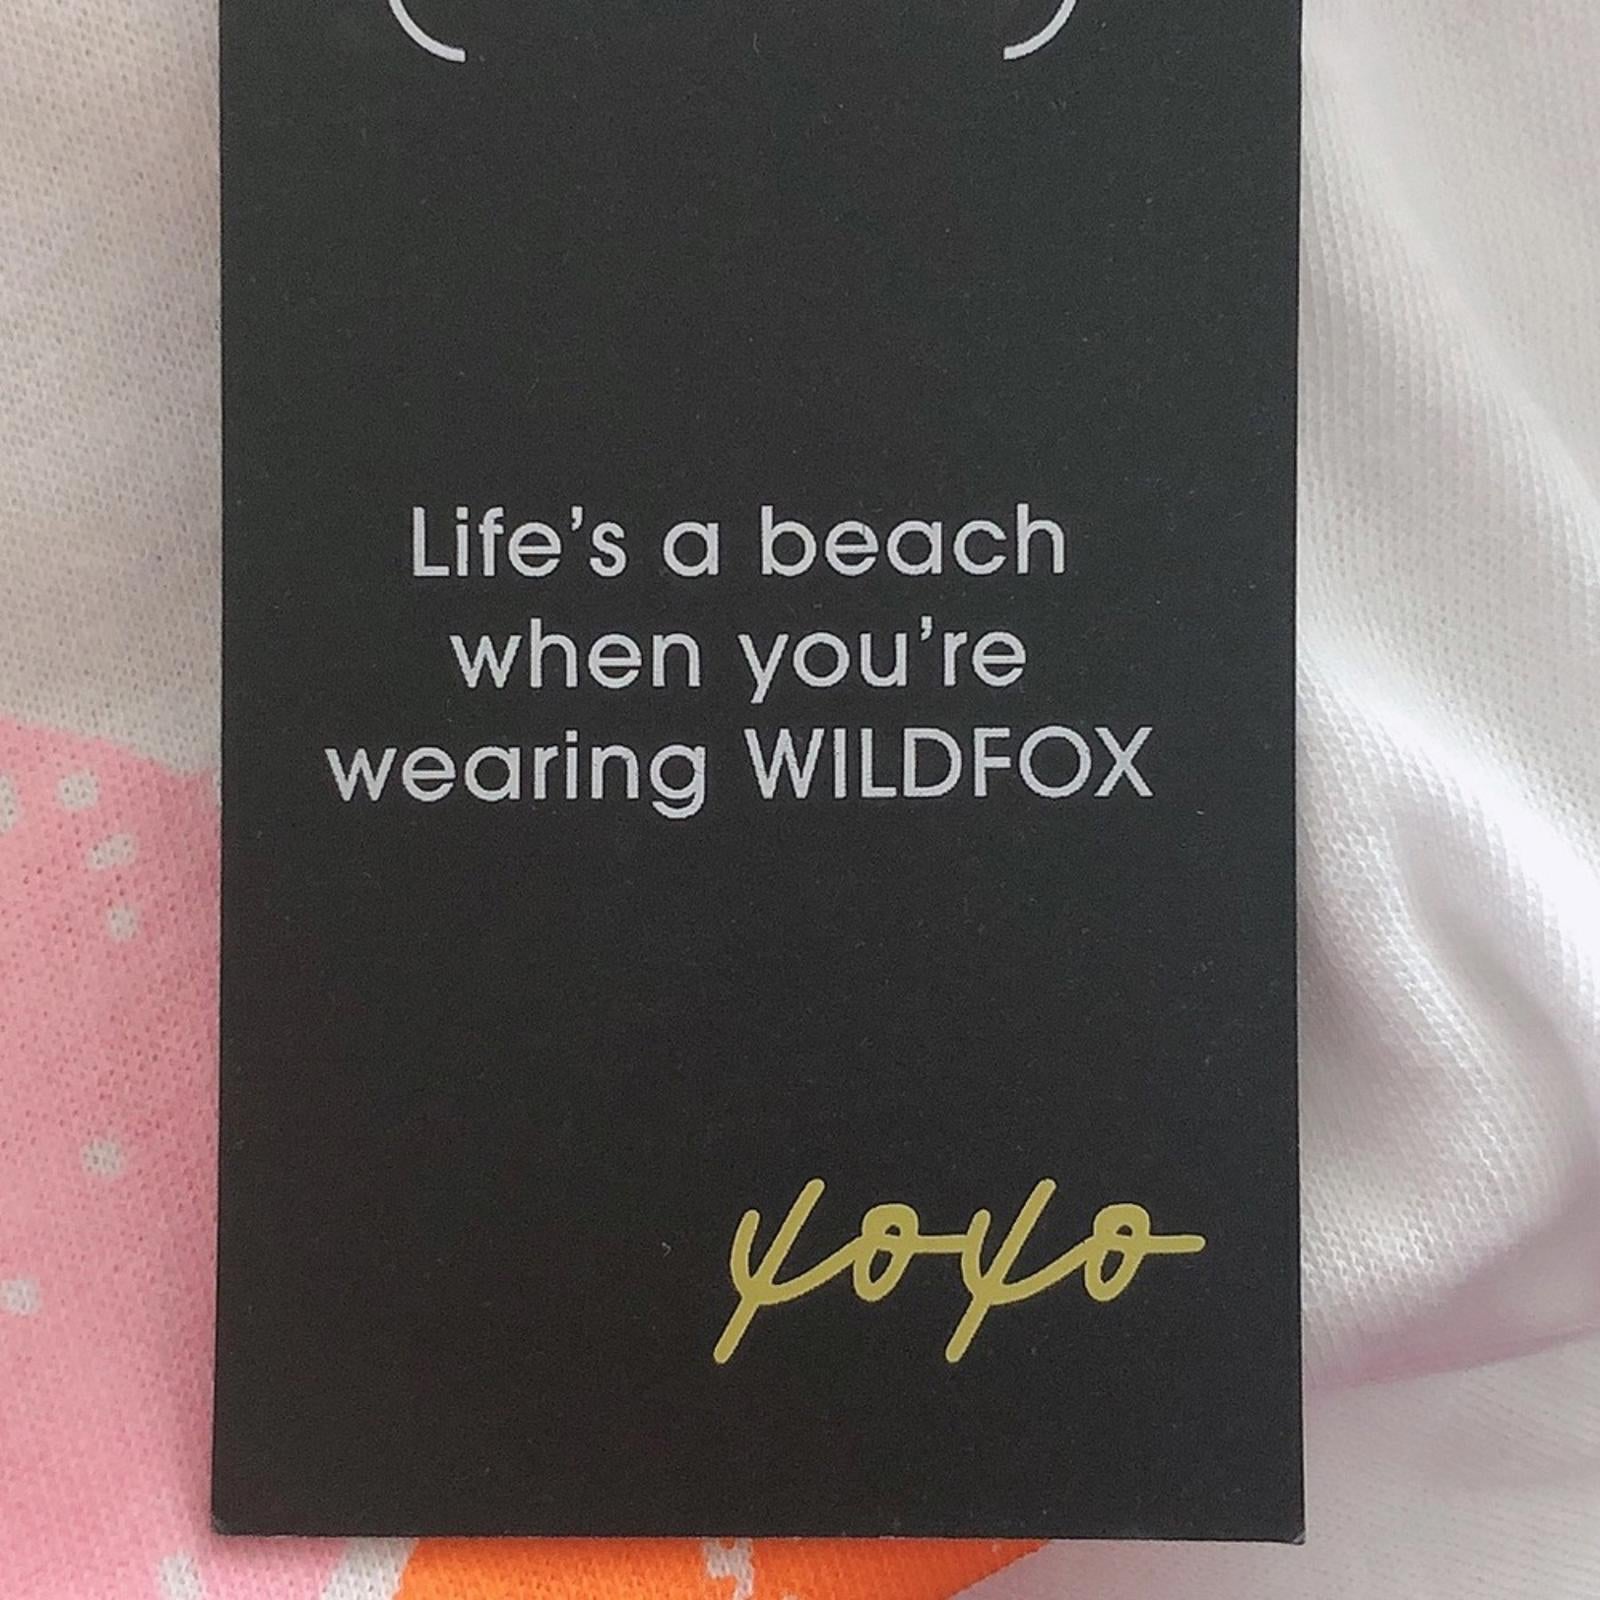 Life’s a beach
when you’re
wearing WILDFOX
xoxo